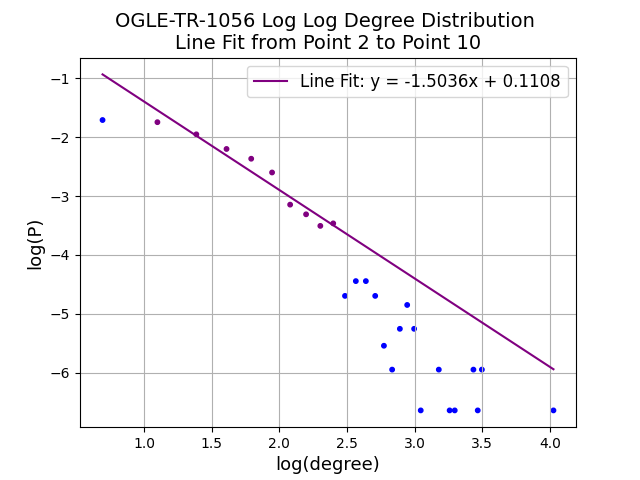 OGLE-TR-1056 Log Log Degree Distribution
Line Fit from Point 2 to Point 10
Line Fit: y = -1.5036x + 0.1108
log(P)
−1
−2
−3
−4
−5
−6
1.0 1.5 2.0 2.5 3.0 3.5 4.0
log(degree)